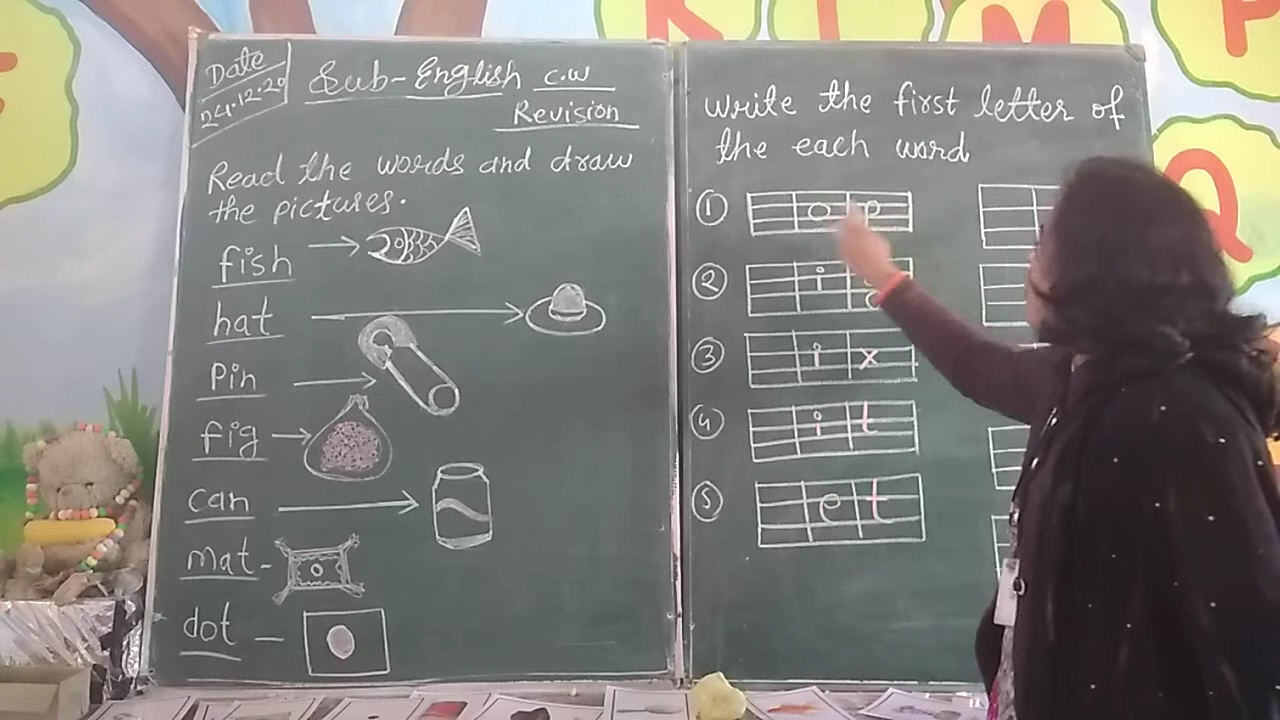 Date
24.12.20
Sub-English c.w
Revision
Read the words and draw
the pictures.
fish
hat
Pin
fig
can
mat
dot
write the first letter of
the each word
1 o p
2 i
3 i x
4 i t
5 e t
K L M P
Q